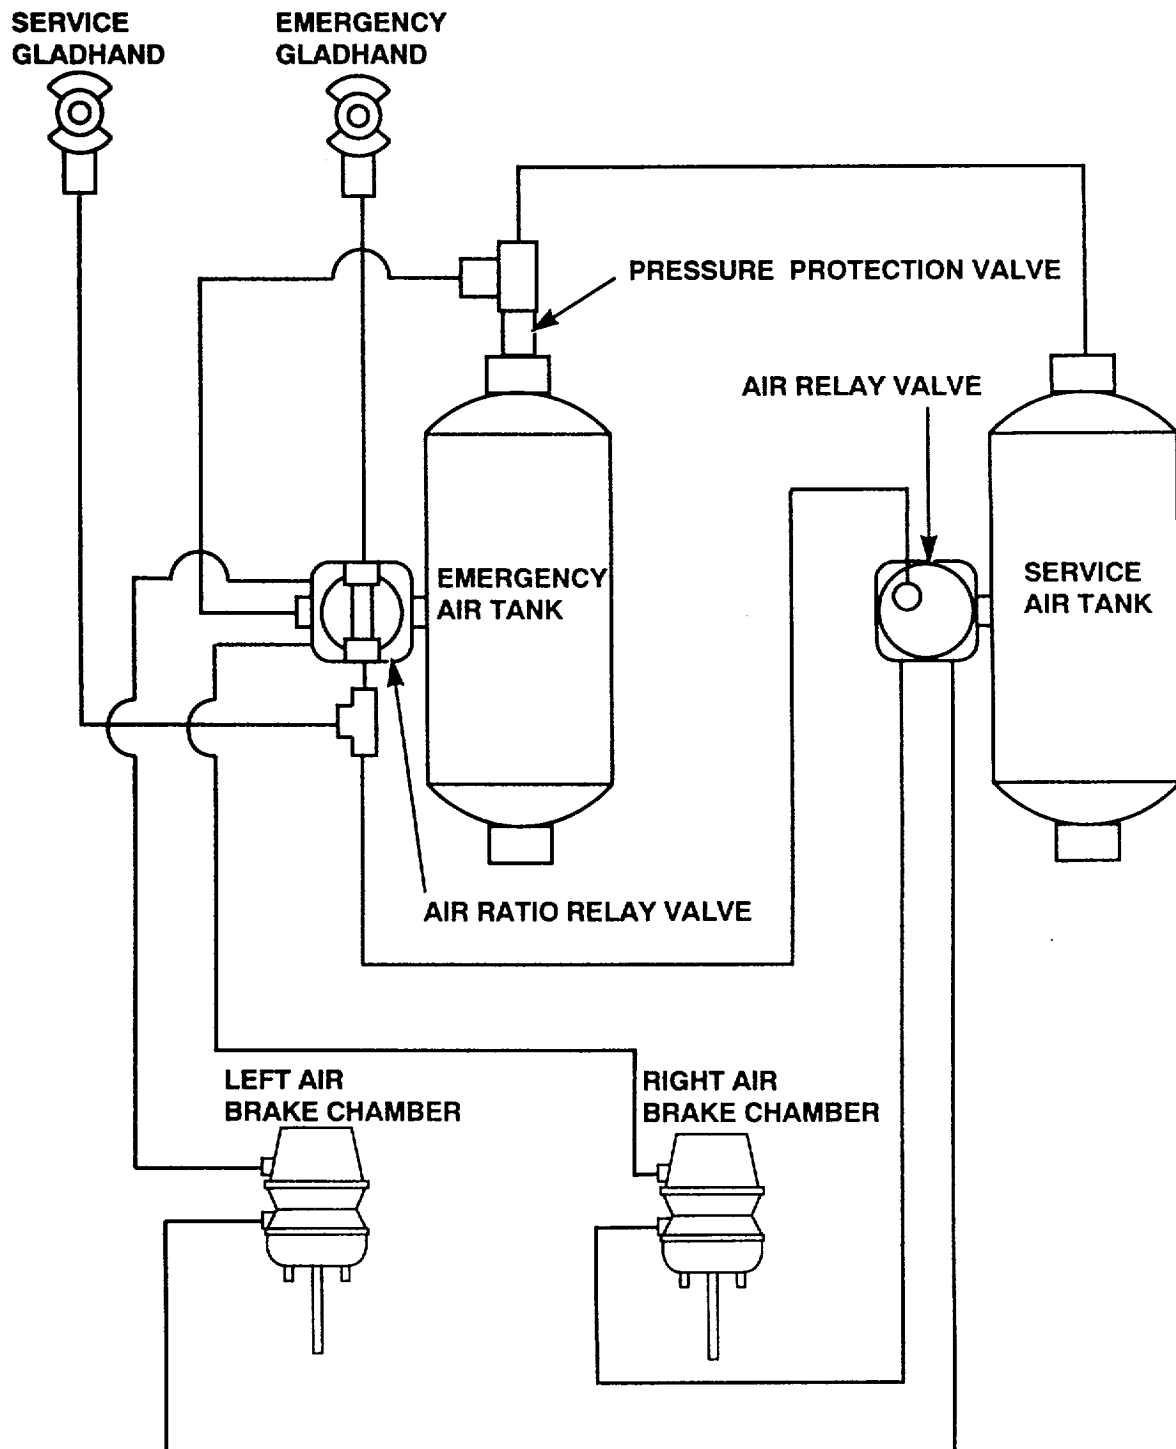 SERVICE
GLADHAND
EMERGENCY
GLADHAND
PRESSURE PROTECTION VALVE
AIR RELAY VALVE
EMERGENCY
AIR TANK
SERVICE
AIR TANK
AIR RATIO RELAY VALVE
LEFT AIR
BRAKE CHAMBER
RIGHT AIR
BRAKE CHAMBER